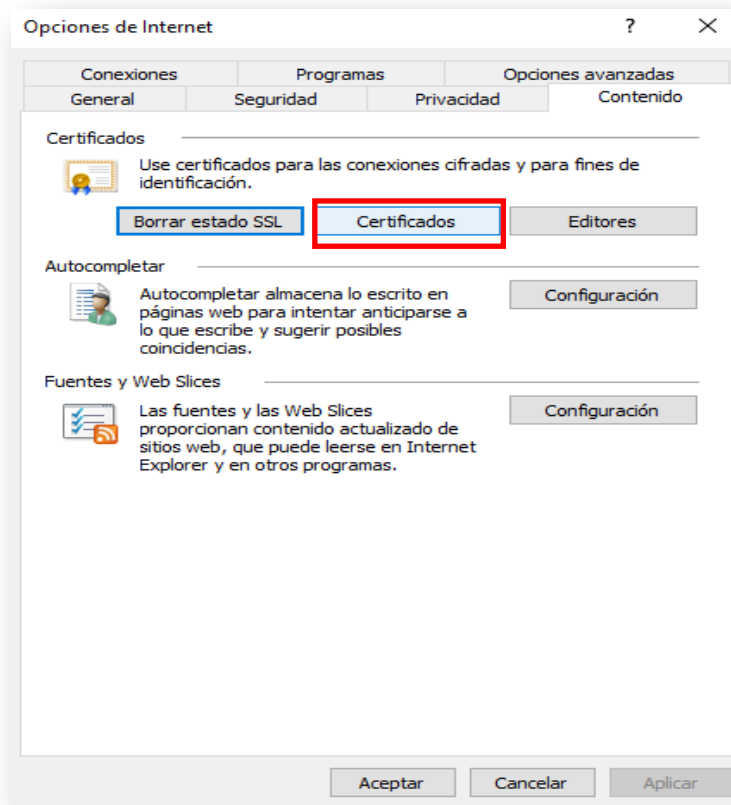 Opciones de Internet
?
Conexiones
Programas
Opciones avanzadas
General
Seguridad
Privacidad
Contenido
Certificados
Use certificados para las conexiones cifradas y para fines de
identificación.
Borrar estado SSL
Certificados
Editores
Autocompletar
Autocompletar almacena lo escrito en
páginas web para intentar anticiparse a
lo que escribe y sugerir posibles
coincidencias.
Configuración
Fuentes y Web Slices
Las fuentes y las Web Slices
proporcionan contenido actualizado de
sitios web, que puede leerse en Internet
Explorer y en otros programas.
Configuración
Aceptar
Cancelar
Aplicar